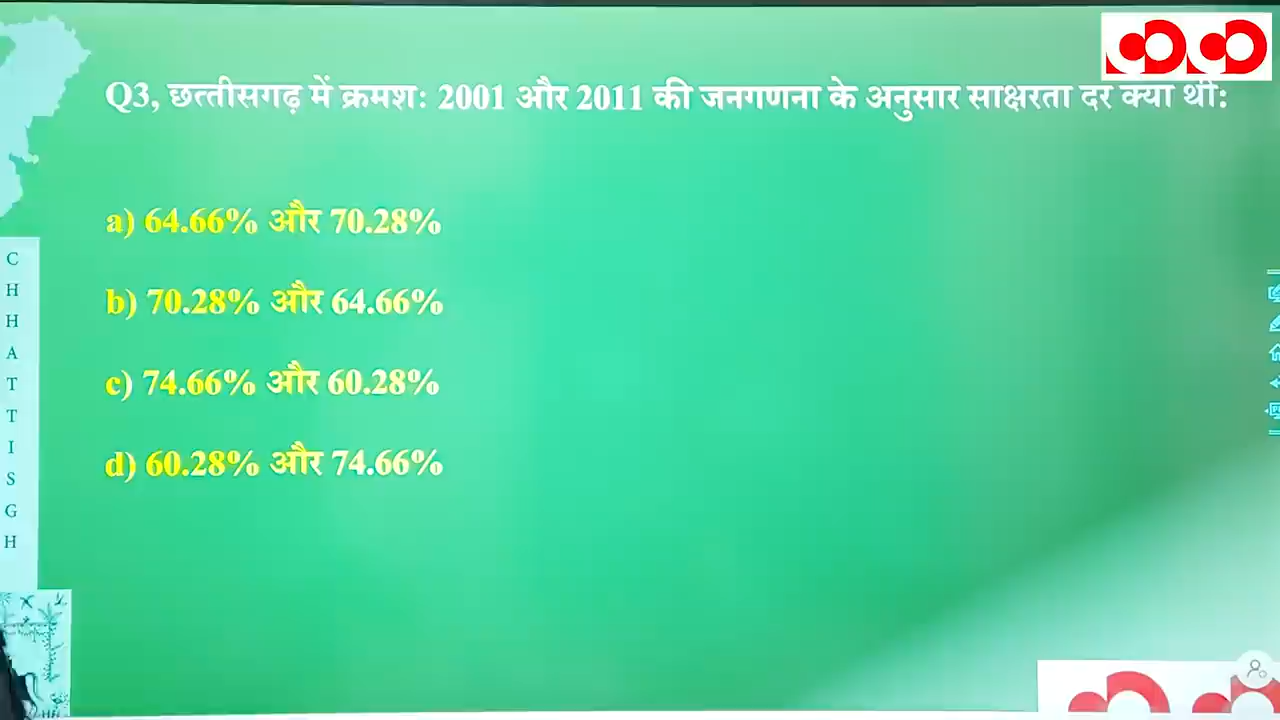 Q3, छत्तीसगढ़ में क्रमश: 2001 और 2011 की जनगणना के अनुसार साक्षरता दर क्या थी:
a) 64.66% और 70.28%
b) 70.28% और 64.66%
c) 74.66% और 60.28%
d) 60.28% और 74.66%
CHHATTISGH